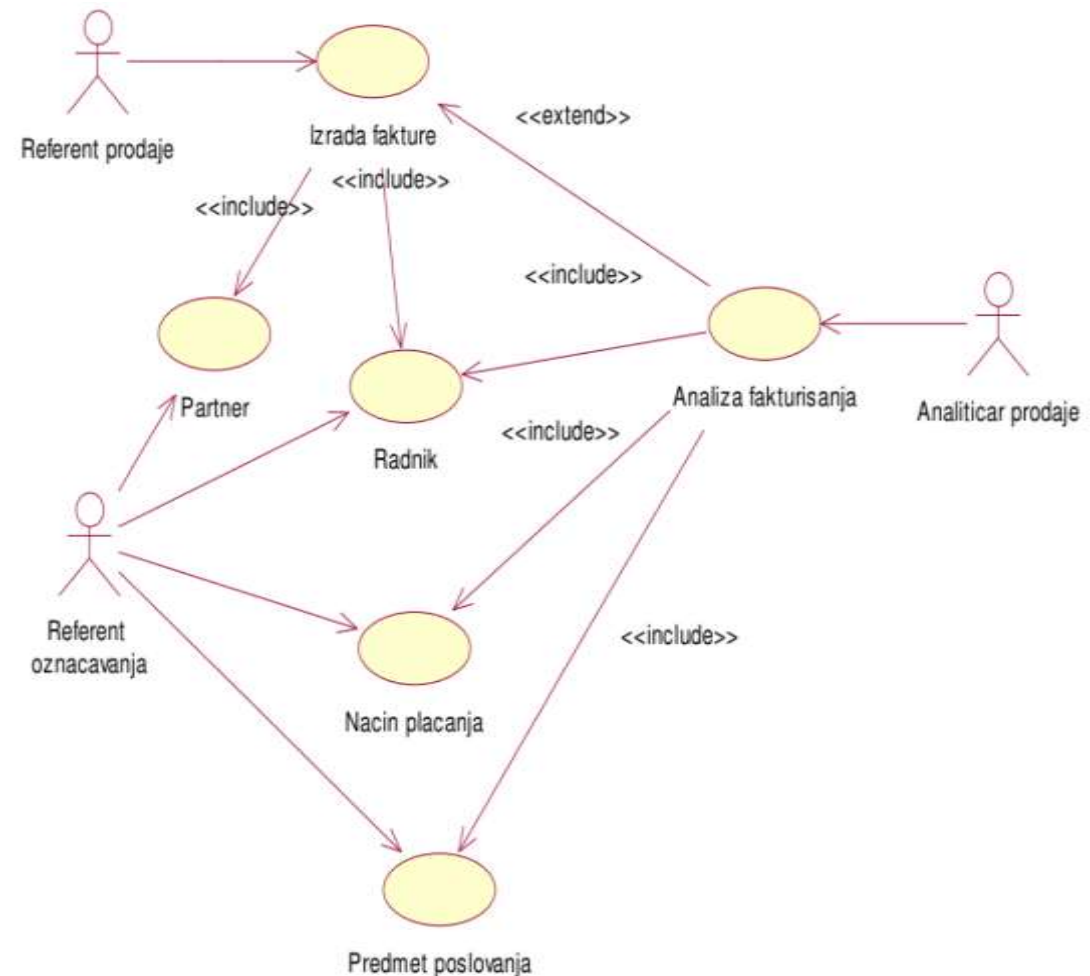 Referent prodaje
Izrada fakture
<<extend>>
<<include>>
<<include>>
<<include>>
Partner
Radnik
Analiza fakturisanja
Analiticar prodaje
<<include>>
Referent
oznacavanja
<<include>>
Nacin placanja
Predmet poslovanja